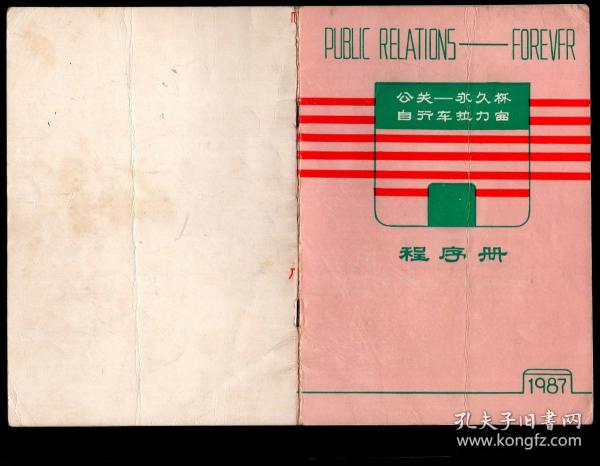 PUBLIC RELATIONS——FOREVER
公关—永久杯
自行车拉力宙
程序册
1987
孔夫子旧书网
www.kongfz.com